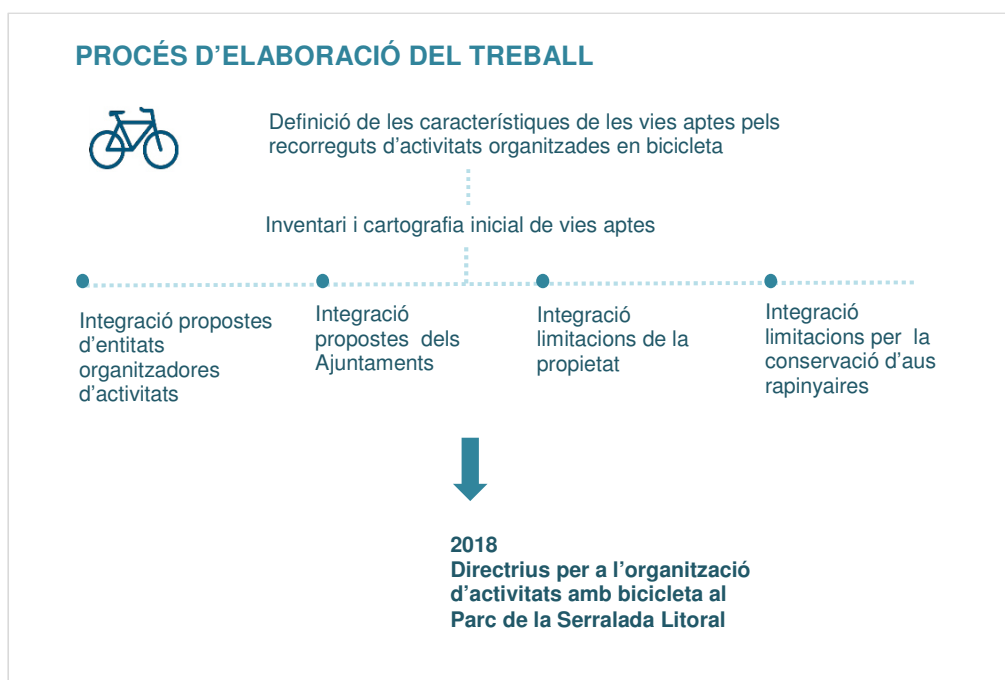 PROCÉS D'ELABORACIÓ DEL TREBALL
Definició de les característiques de les vies aptes pels
recorreguts d'activitats organitzades en bicicleta
Inventari i cartografia inicial de vies aptes
Integració propostes
d'entitats
organitzadores
d'activitats
Integració
propostes dels
Ajuntaments
Integració
limitacions de la
propietat
Integració
limitacions per la
conservació d'aus
rapinyaires
2018
Directrius per a l'organització
d'activitats amb bicicleta al
Parc de la Serralada Litoral